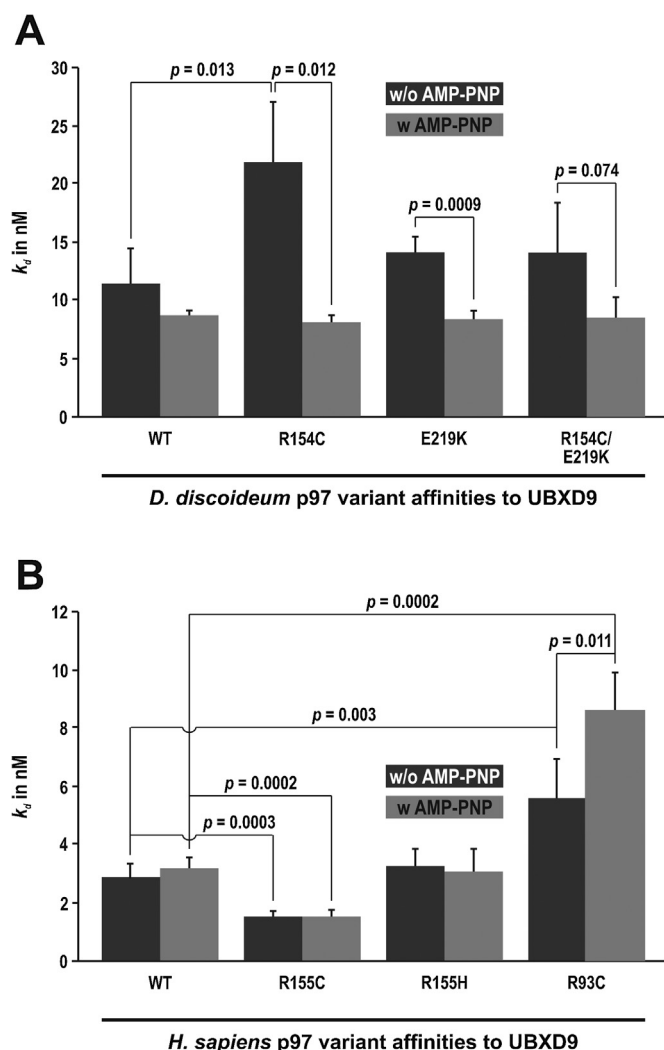 A
p = 0.013
p = 0.012
30
w/o AMP-PNP
25
w AMP-PNP
p = 0.074
20
p = 0.0009
kd in nM
15
10
5
0
WT
R154C
E219K
R154C/
E219K
D. discoideum p97 variant affinities to UBXD9
B
12
p = 0.0002
p = 0.011
10
p = 0.003
8
w/o AMP-PNP
kd in nM
p = 0.0002
w AMP-PNP
6
p = 0.0003
4
2
0
WT
R155C
R155H
R93C
H. sapiens p97 variant affinities to UBXD9